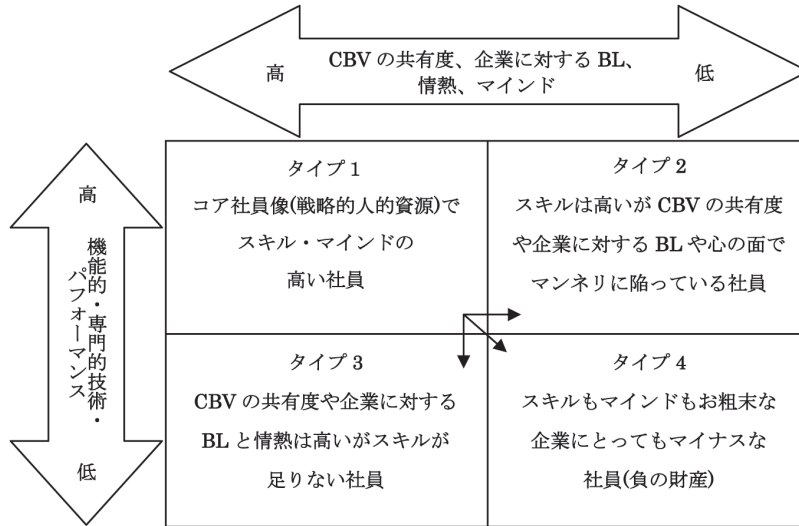 高
CBV の共有度、企業に対する BL、
情熱、マインド
低
高
機能的・専門的技術・
パフォーマンス
低
タイプ 1
コア社員像(戦略的人的資源)で
スキル・マインドの
高い社員
タイプ 2
スキルは高いが CBV の共有度
や企業に対する BL や心の面で
マンネリに陥っている社員
タイプ 3
CBV の共有度や企業に対する
BL と情熱は高いがスキルが
足りない社員
タイプ 4
スキルもマインドもお粗末な
企業にとってもマイナスな
社員(負の財産)